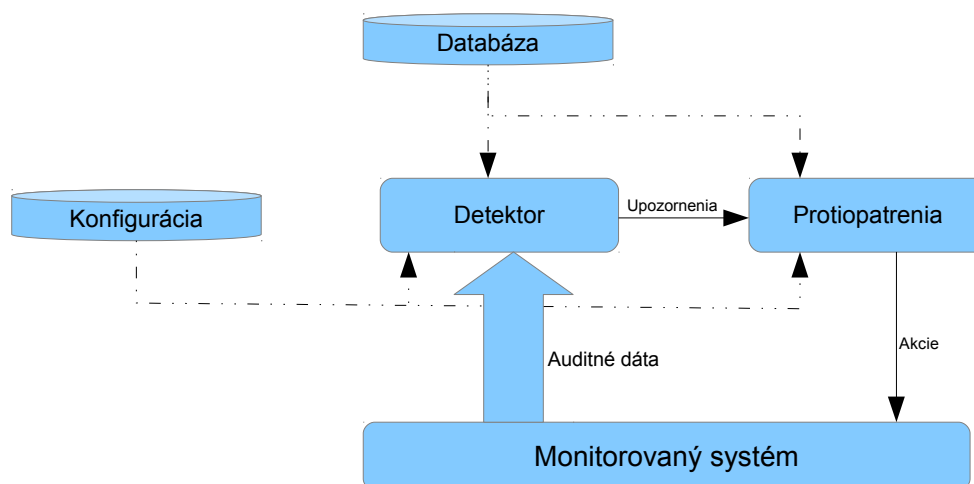 Databáza
Konfigurácia
Detektor
Upozornenia
Protiopatrenia
Auditné dáta
Akcie
Monitorovaný systém